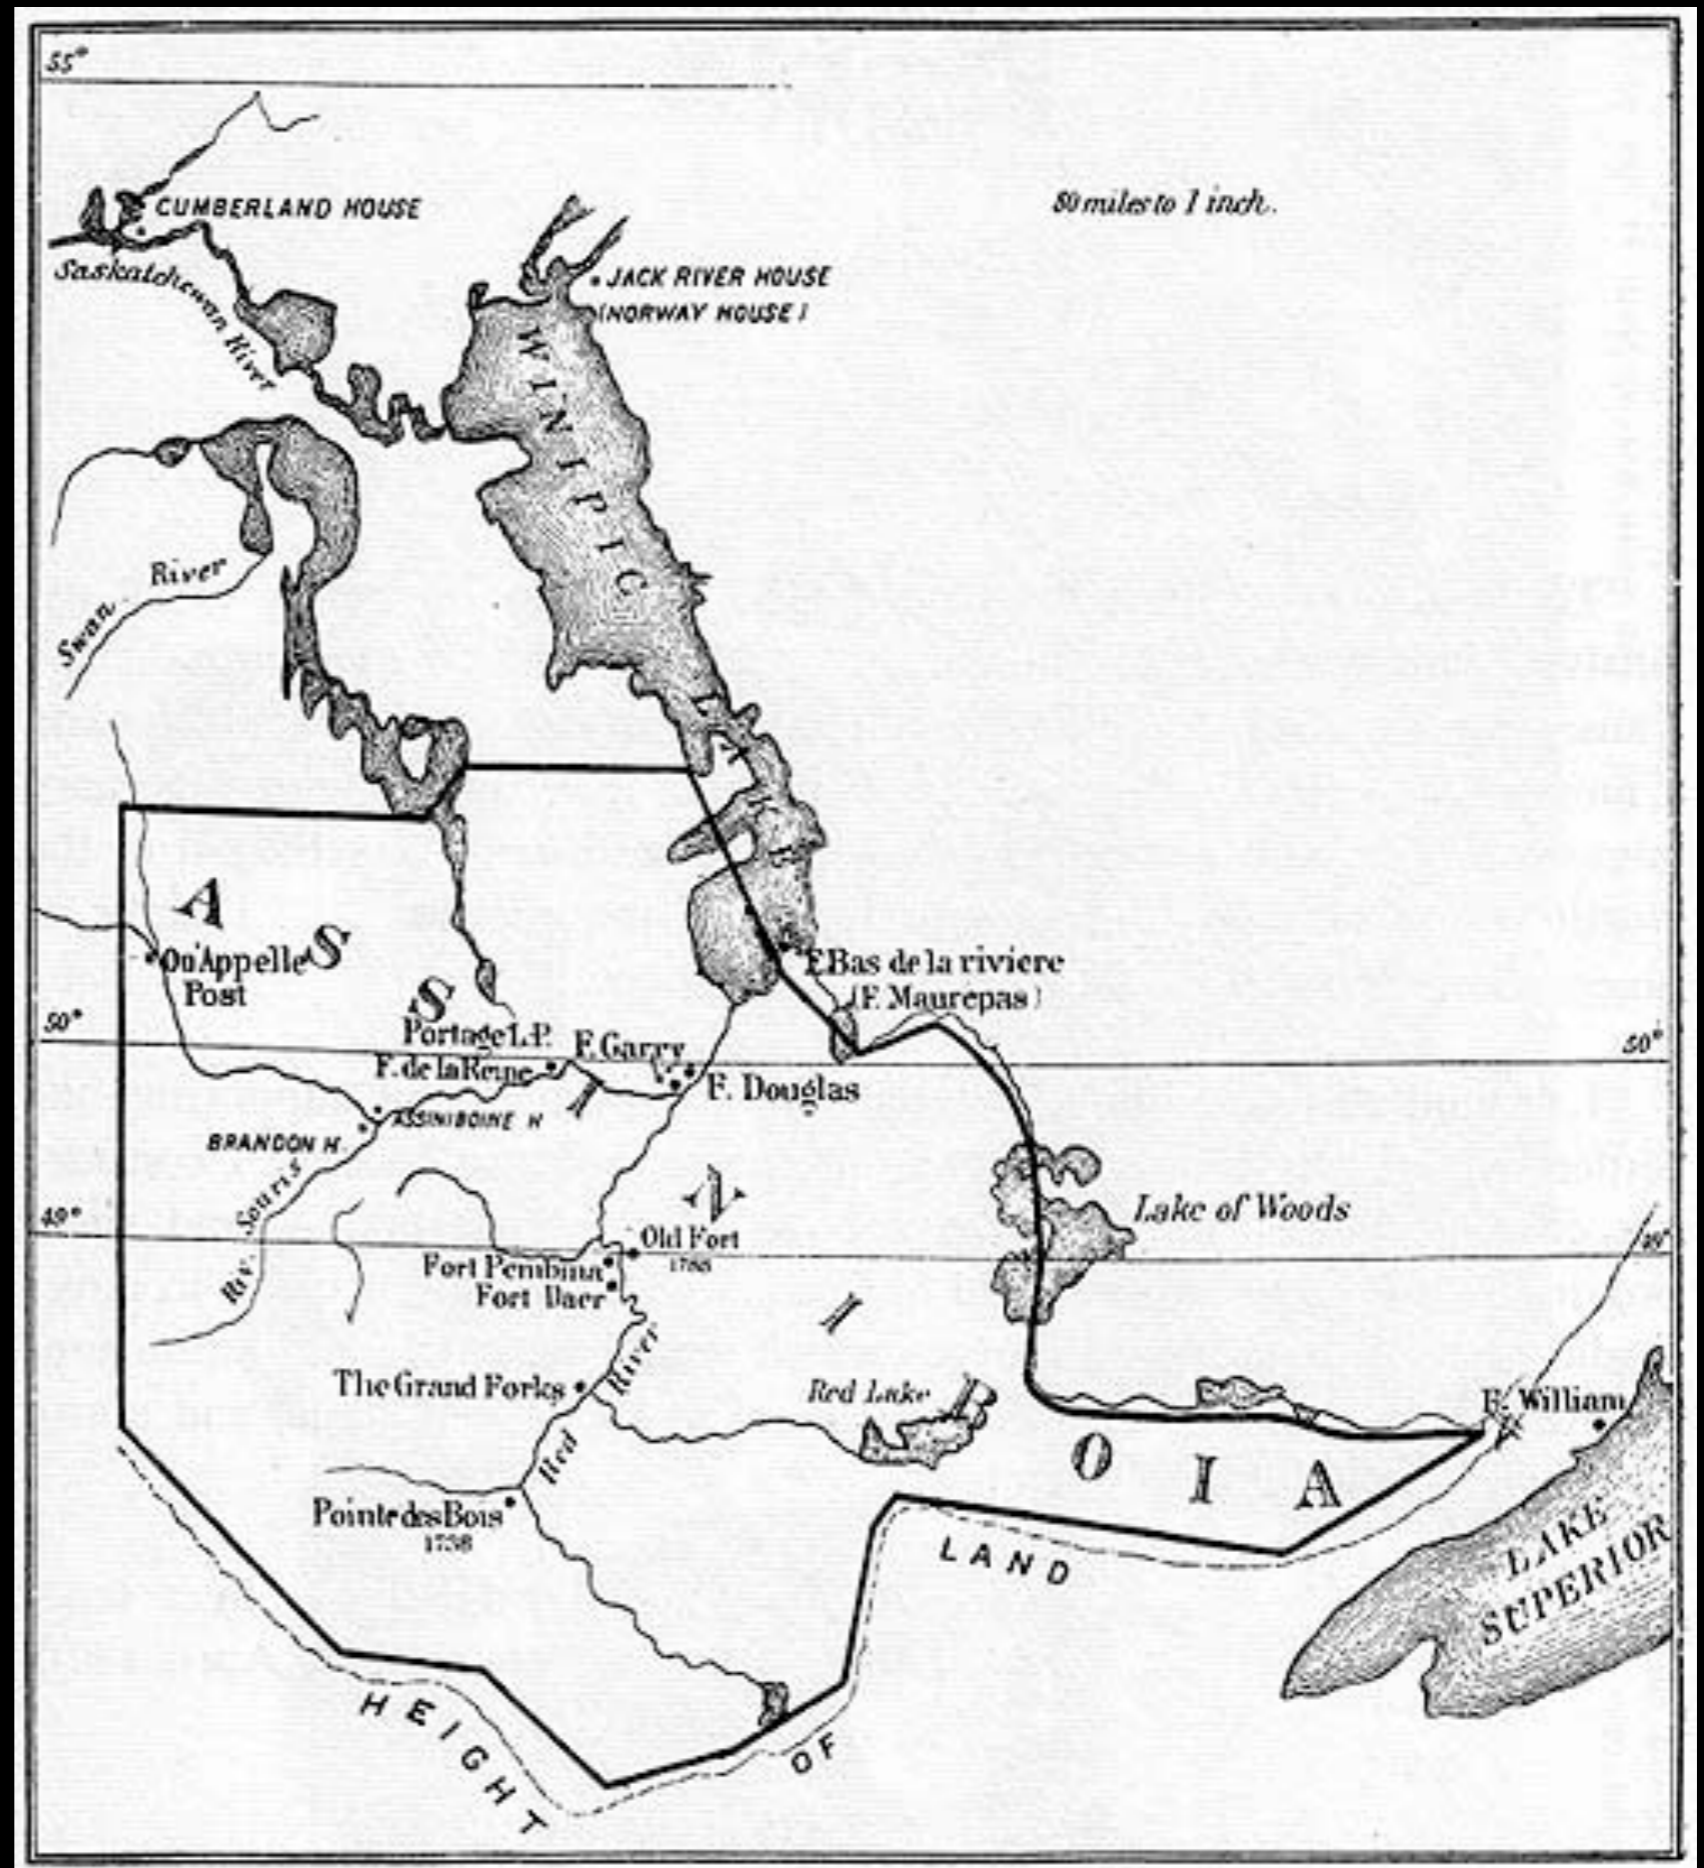 55°
CUMBERLAND HOUSE
80 miles to 1 inch.
Saskatchewan River
JACK RIVER HOUSE
(NORWAY HOUSE)
LAKE WINIPIC
Swan River
ASSINIBOIA
Qu'Appelle
Post
F. Bas de la riviere
(F. Maurepas)
50°
50°
Portage L.P.
F. Garry
F. de la Reine
F. Douglas
ASSINIBOINE H
BRANDON H.
Riv. Souris
Lake of Woods
49°
49°
Old Fort
1788
Fort Pembina
Fort Daer
The Grand Forks
Red River
Red Lake
F. William
Pointe des Bois
1738
LAKE
SUPERIOR
HEIGHT OF LAND